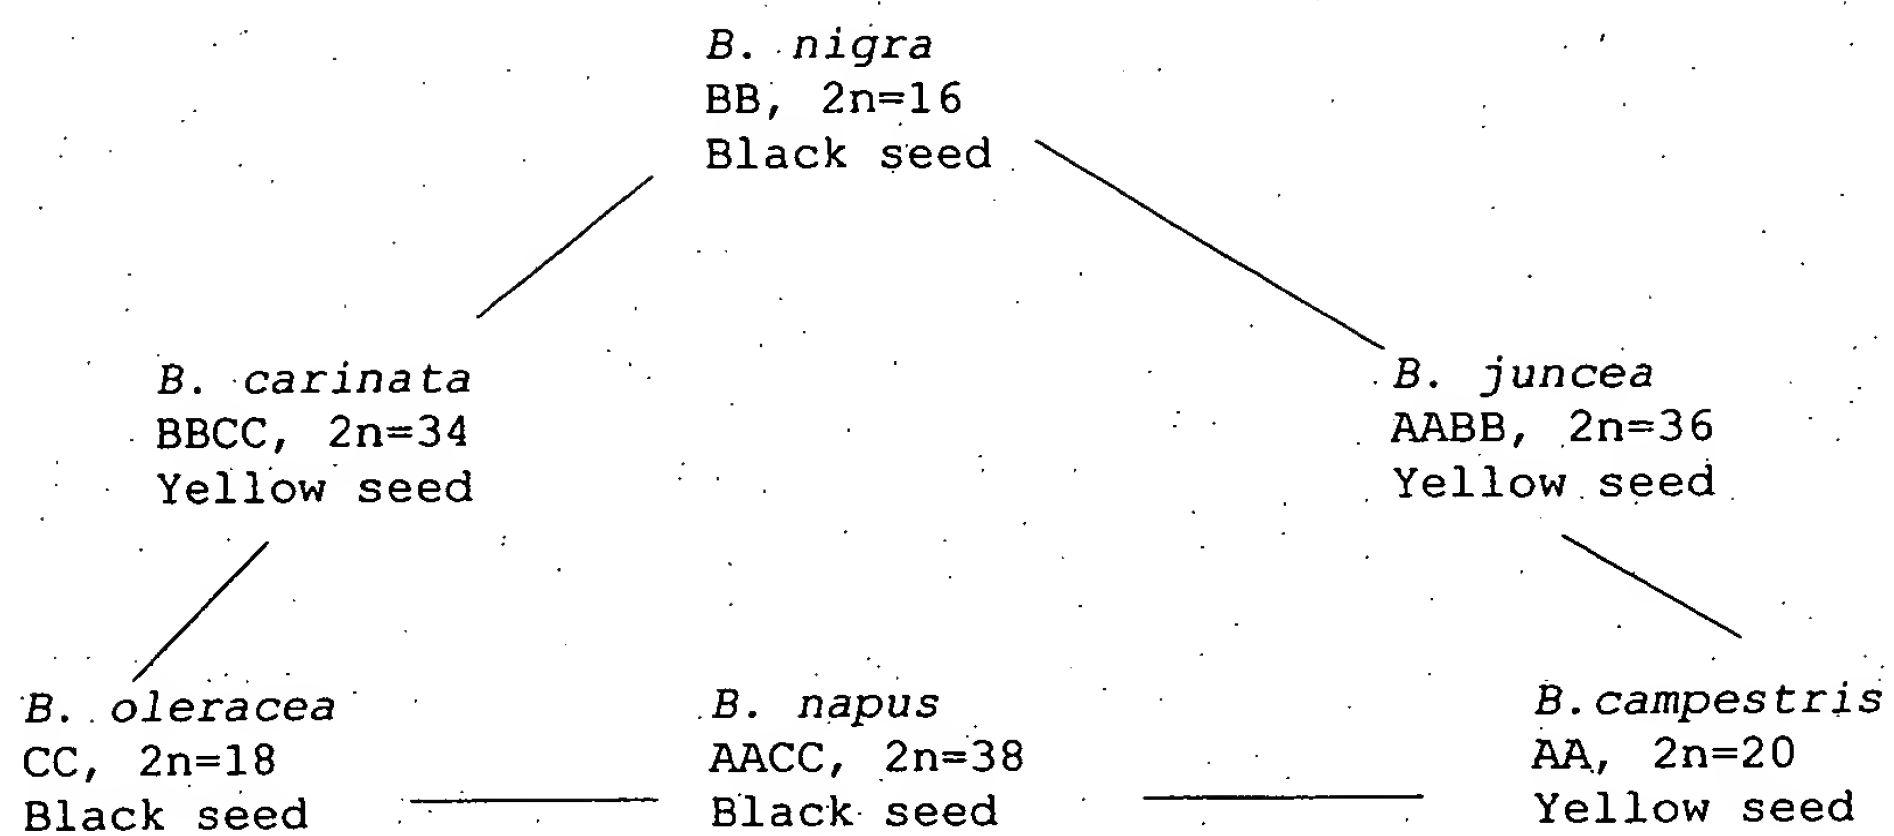 B. nigra
BB, 2n=16
Black seed
B. carinata
BBCC, 2n=34
Yellow seed
B. juncea
AABB, 2n=36
Yellow seed
B. oleracea
CC, 2n=18
Black seed
B. napus
AACC, 2n=38
Black seed
B.campestris
AA, 2n=20
Yellow seed